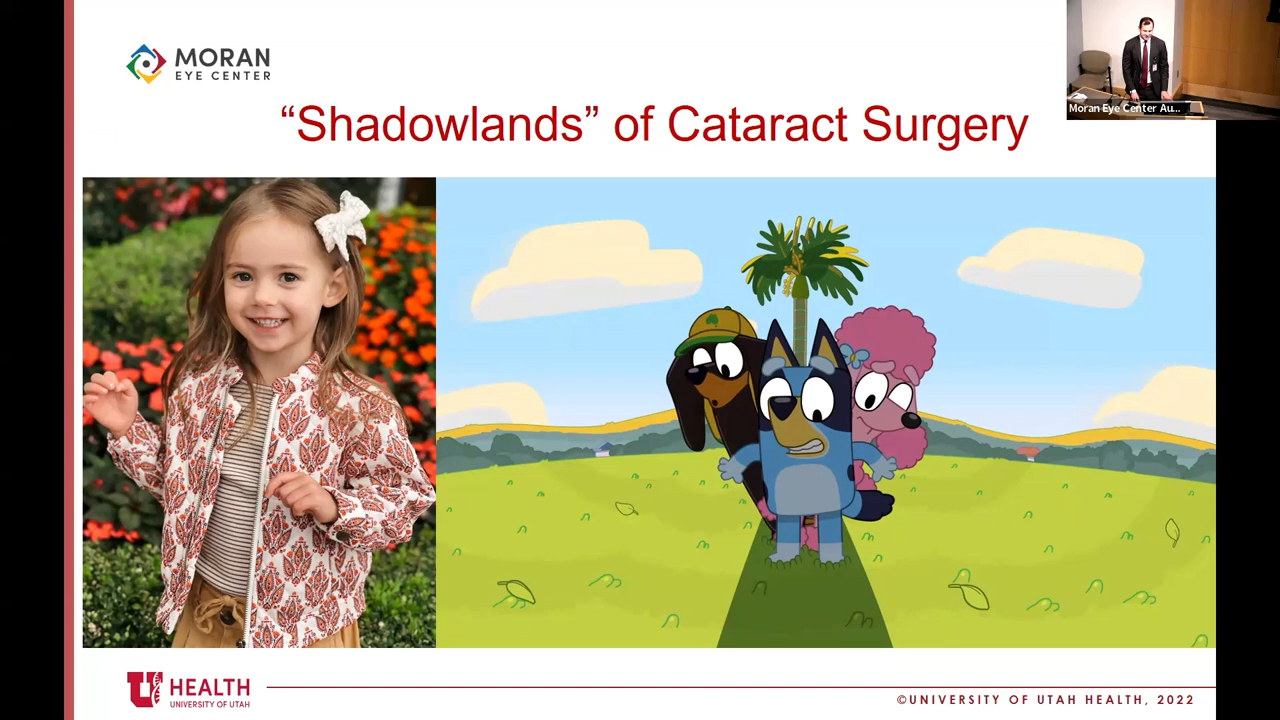 MORAN
EYE CENTER
Moran Eye Center Au...
“Shadowlands” of Cataract Surgery
U HEALTH
UNIVERSITY OF UTAH
©UNIVERSITY OF UTAH HEALTH, 2022